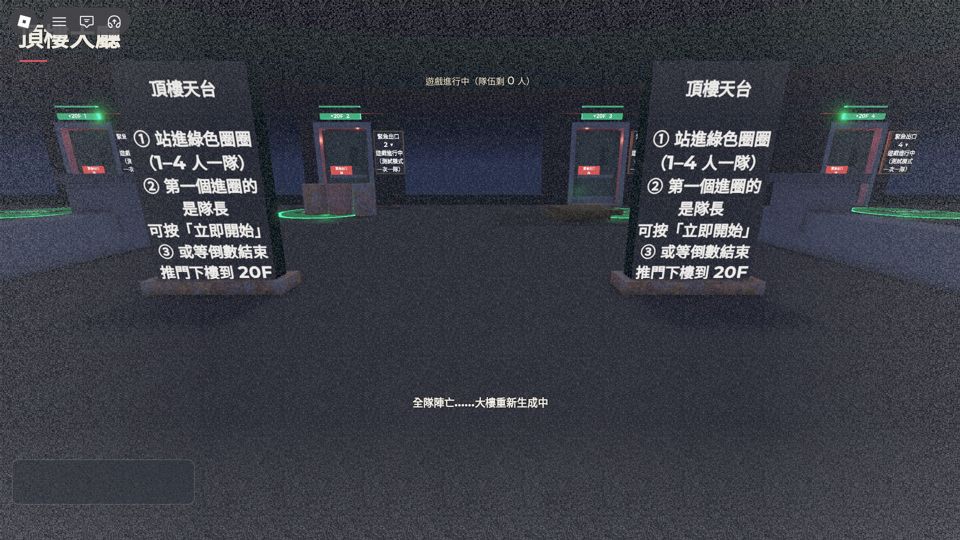 頂樓大廳
遊戲進行中（隊伍剩 0 人）
頂樓天台
① 站進綠色圈圈
（1–4 人一隊）
② 第一個進圈的
是隊長
可按「立即開始」
③ 或等倒數結束
推門下樓到 20F
頂樓天台
① 站進綠色圈圈
（1–4 人一隊）
② 第一個進圈的
是隊長
可按「立即開始」
③ 或等倒數結束
推門下樓到 20F
緊急出口
2
遊戲進行中
（測試模式
一次一隊）
緊急出口
4
遊戲進行中
（測試模式
一次一隊）
全隊陣亡……大樓重新生成中